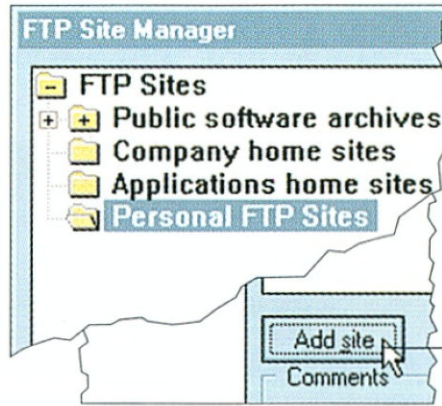 FTP Site Manager
FTP Sites
Public software archives
Company home sites
Applications home sites
Personal FTP Sites
Add site
Comments